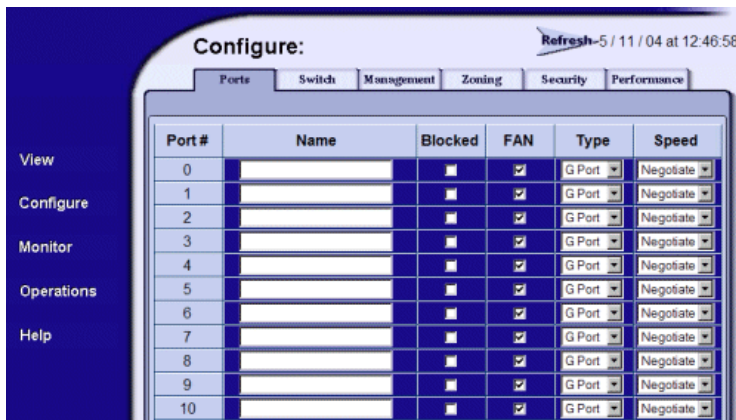 Configure:
Refresh-5 / 11 / 04 at 12:46:58
Ports Switch Management Zoning Security Performance
View
Configure
Monitor
Operations
Help
Port # Name Blocked FAN Type Speed
0 G Port Negotiate
1 G Port Negotiate
2 G Port Negotiate
3 G Port Negotiate
4 G Port Negotiate
5 G Port Negotiate
6 G Port Negotiate
7 G Port Negotiate
8 G Port Negotiate
9 G Port Negotiate
10 G Port Negotiate